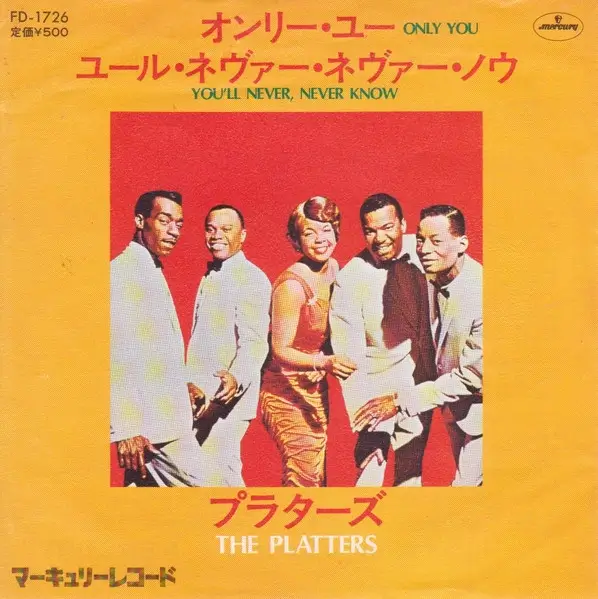 FD-1726
定価¥500
オンリー・ユー ONLY YOU
mercury
ユール・ネヴァー・ネヴァー・ノウ
YOU'LL NEVER, NEVER KNOW
プラターズ
THE PLATTERS
マーキュリーレコード